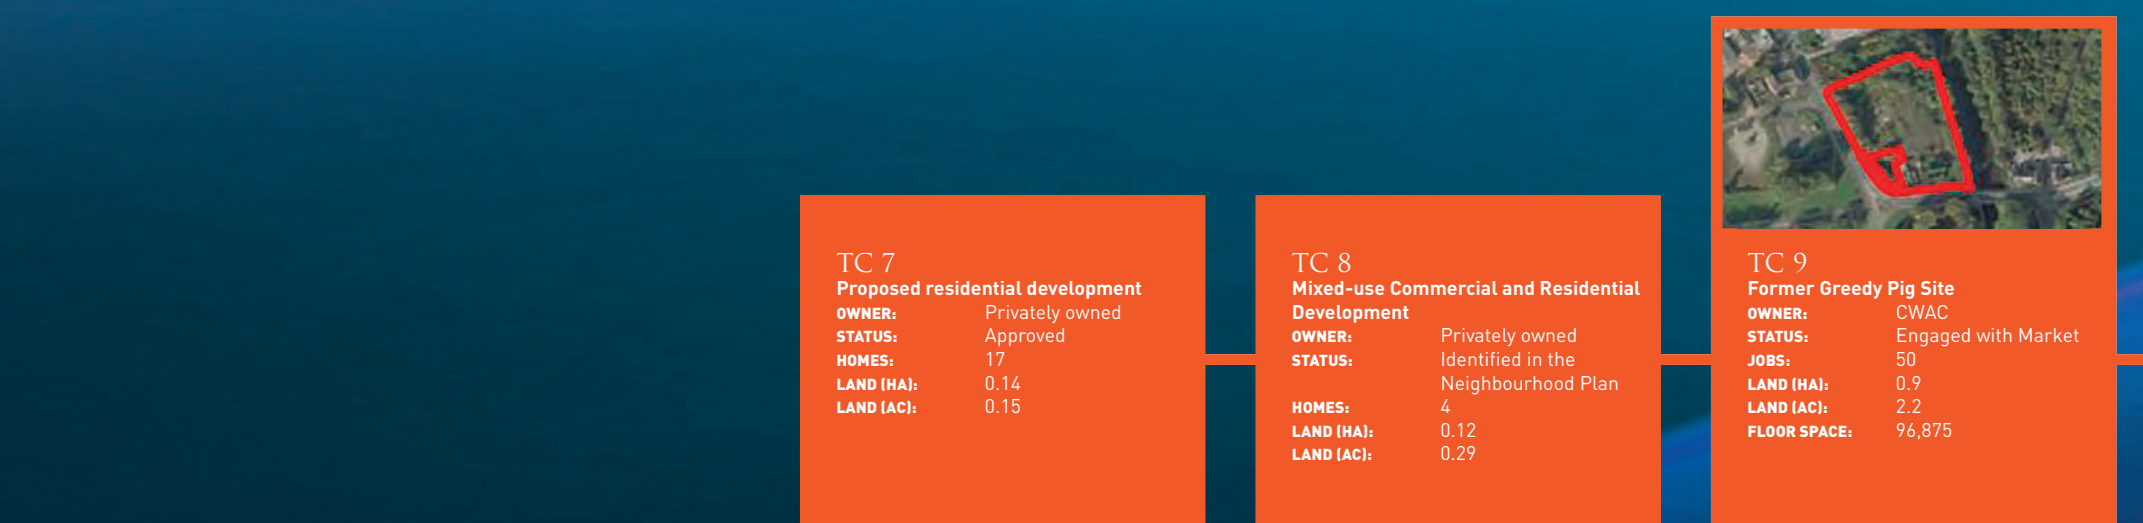 TC 7
Proposed residential development
OWNER: Privately owned
STATUS: Approved
HOMES: 17
LAND (HA): 0.14
LAND (AC): 0.15
TC 8
Mixed-use Commercial and Residential
Development
OWNER: Privately owned
STATUS: Identified in the
Neighbourhood Plan
HOMES: 4
LAND (HA): 0.12
LAND (AC): 0.29
TC 9
Former Greedy Pig Site
OWNER: CWAC
STATUS: Engaged with Market
JOBS: 50
LAND (HA): 0.9
LAND (AC): 2.2
FLOOR SPACE: 96,875